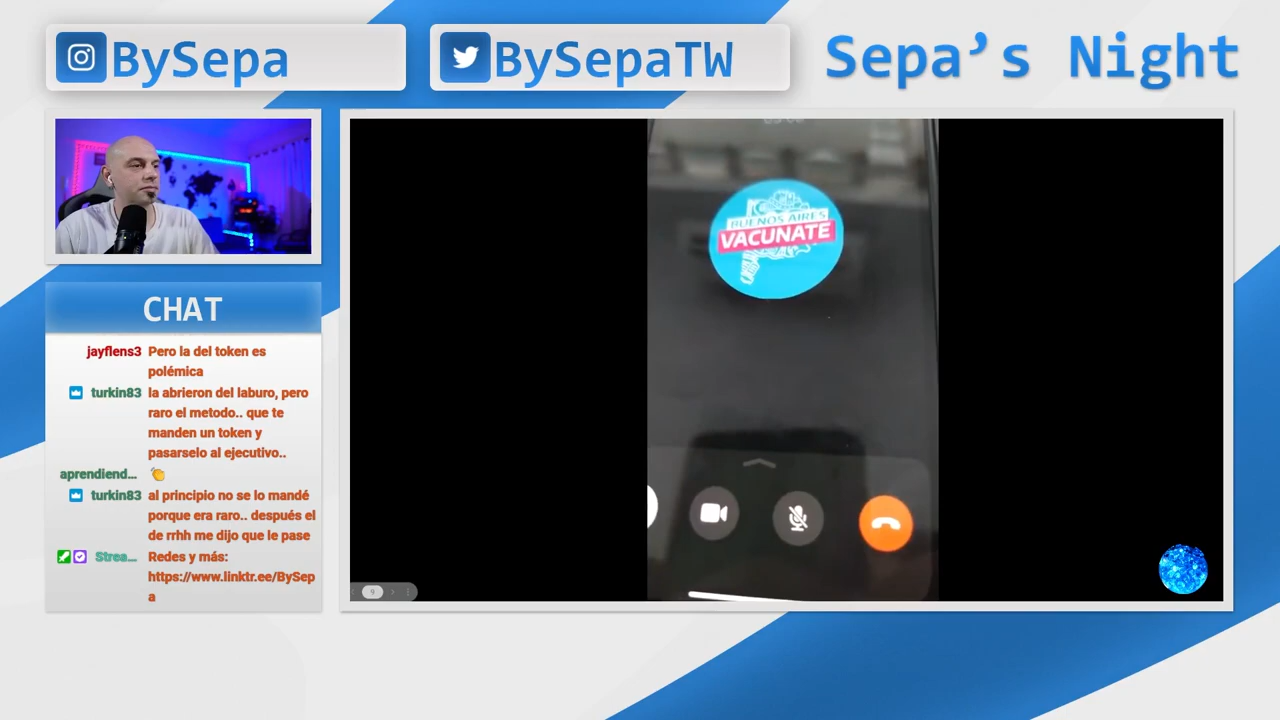 BySepa
BySepaTW
Sepa's Night
BUENOS AIRES
VACUNATE
CHAT
jayflens3 Pero la del token es
polémica
turkin83 la abrieron del laburo, pero
raro el metodo.. que te
manden un token y
pasarselo al ejecutivo..
aprendiend... 👏
turkin83 al principio no se lo mandé
porque era raro.. después el
de rrhh me dijo que le pase
Strea... Redes y más:
https://www.linktr.ee/BySep
a
9